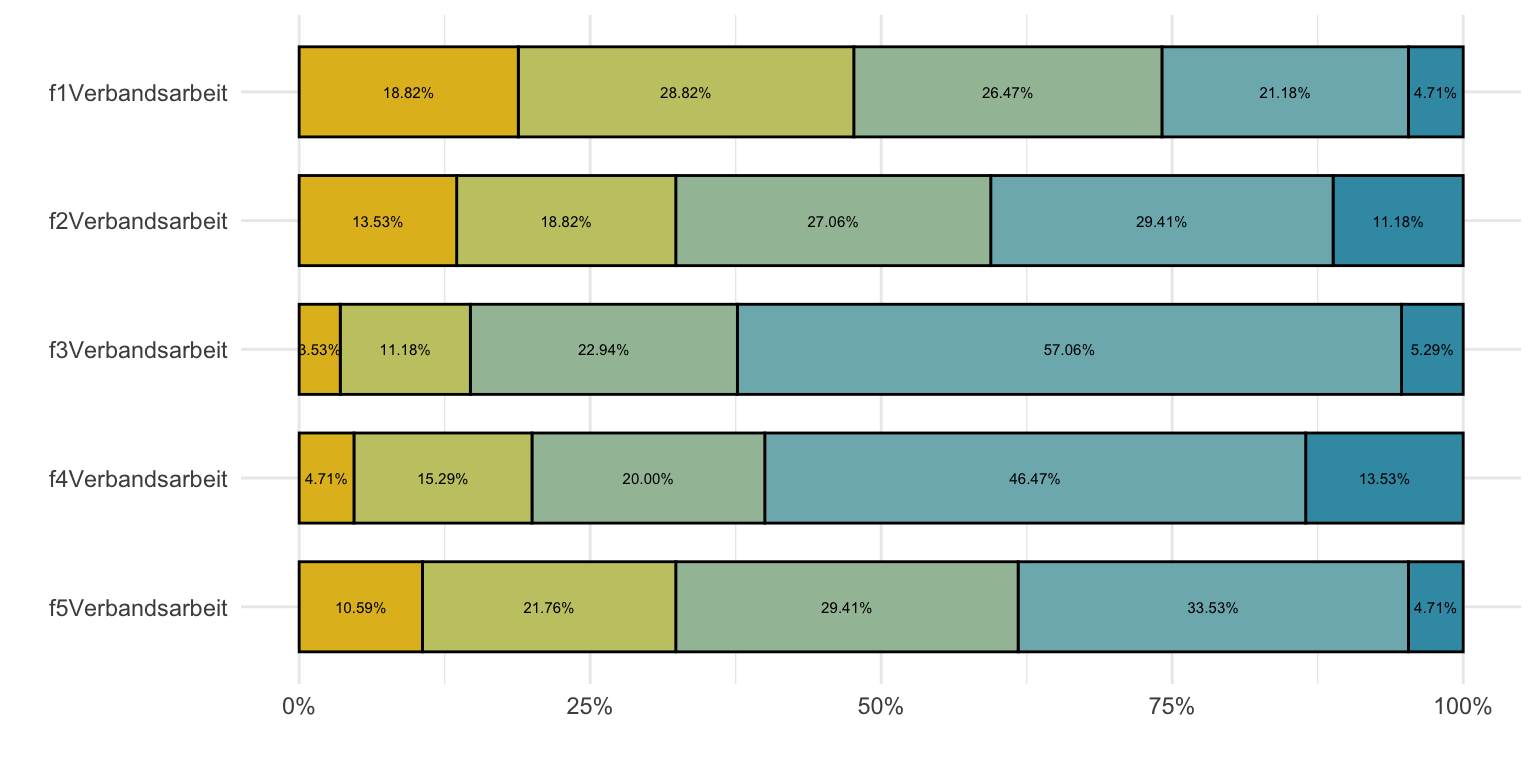 f1Verbandsarbeit 18.82% 28.82% 26.47% 21.18% 4.71%
f2Verbandsarbeit 13.53% 18.82% 27.06% 29.41% 11.18%
f3Verbandsarbeit 3.53% 11.18% 22.94% 57.06% 5.29%
f4Verbandsarbeit 4.71% 15.29% 20.00% 46.47% 13.53%
f5Verbandsarbeit 10.59% 21.76% 29.41% 33.53% 4.71%
0% 25% 50% 75% 100%